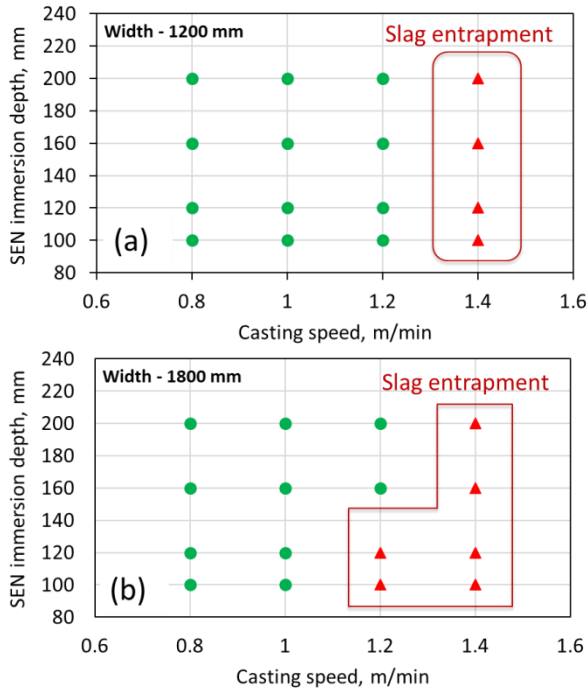 Width - 1200 mm
Slag entrapment
SEN immersion depth, mm
240
220
200
180
160
140
120
100
80
(a)
0.6 0.8 1 1.2 1.4 1.6
Casting speed, m/min
Width - 1800 mm
Slag entrapment
SEN immersion depth, mm
240
220
200
180
160
140
120
100
80
(b)
0.6 0.8 1 1.2 1.4 1.6
Casting speed, m/min